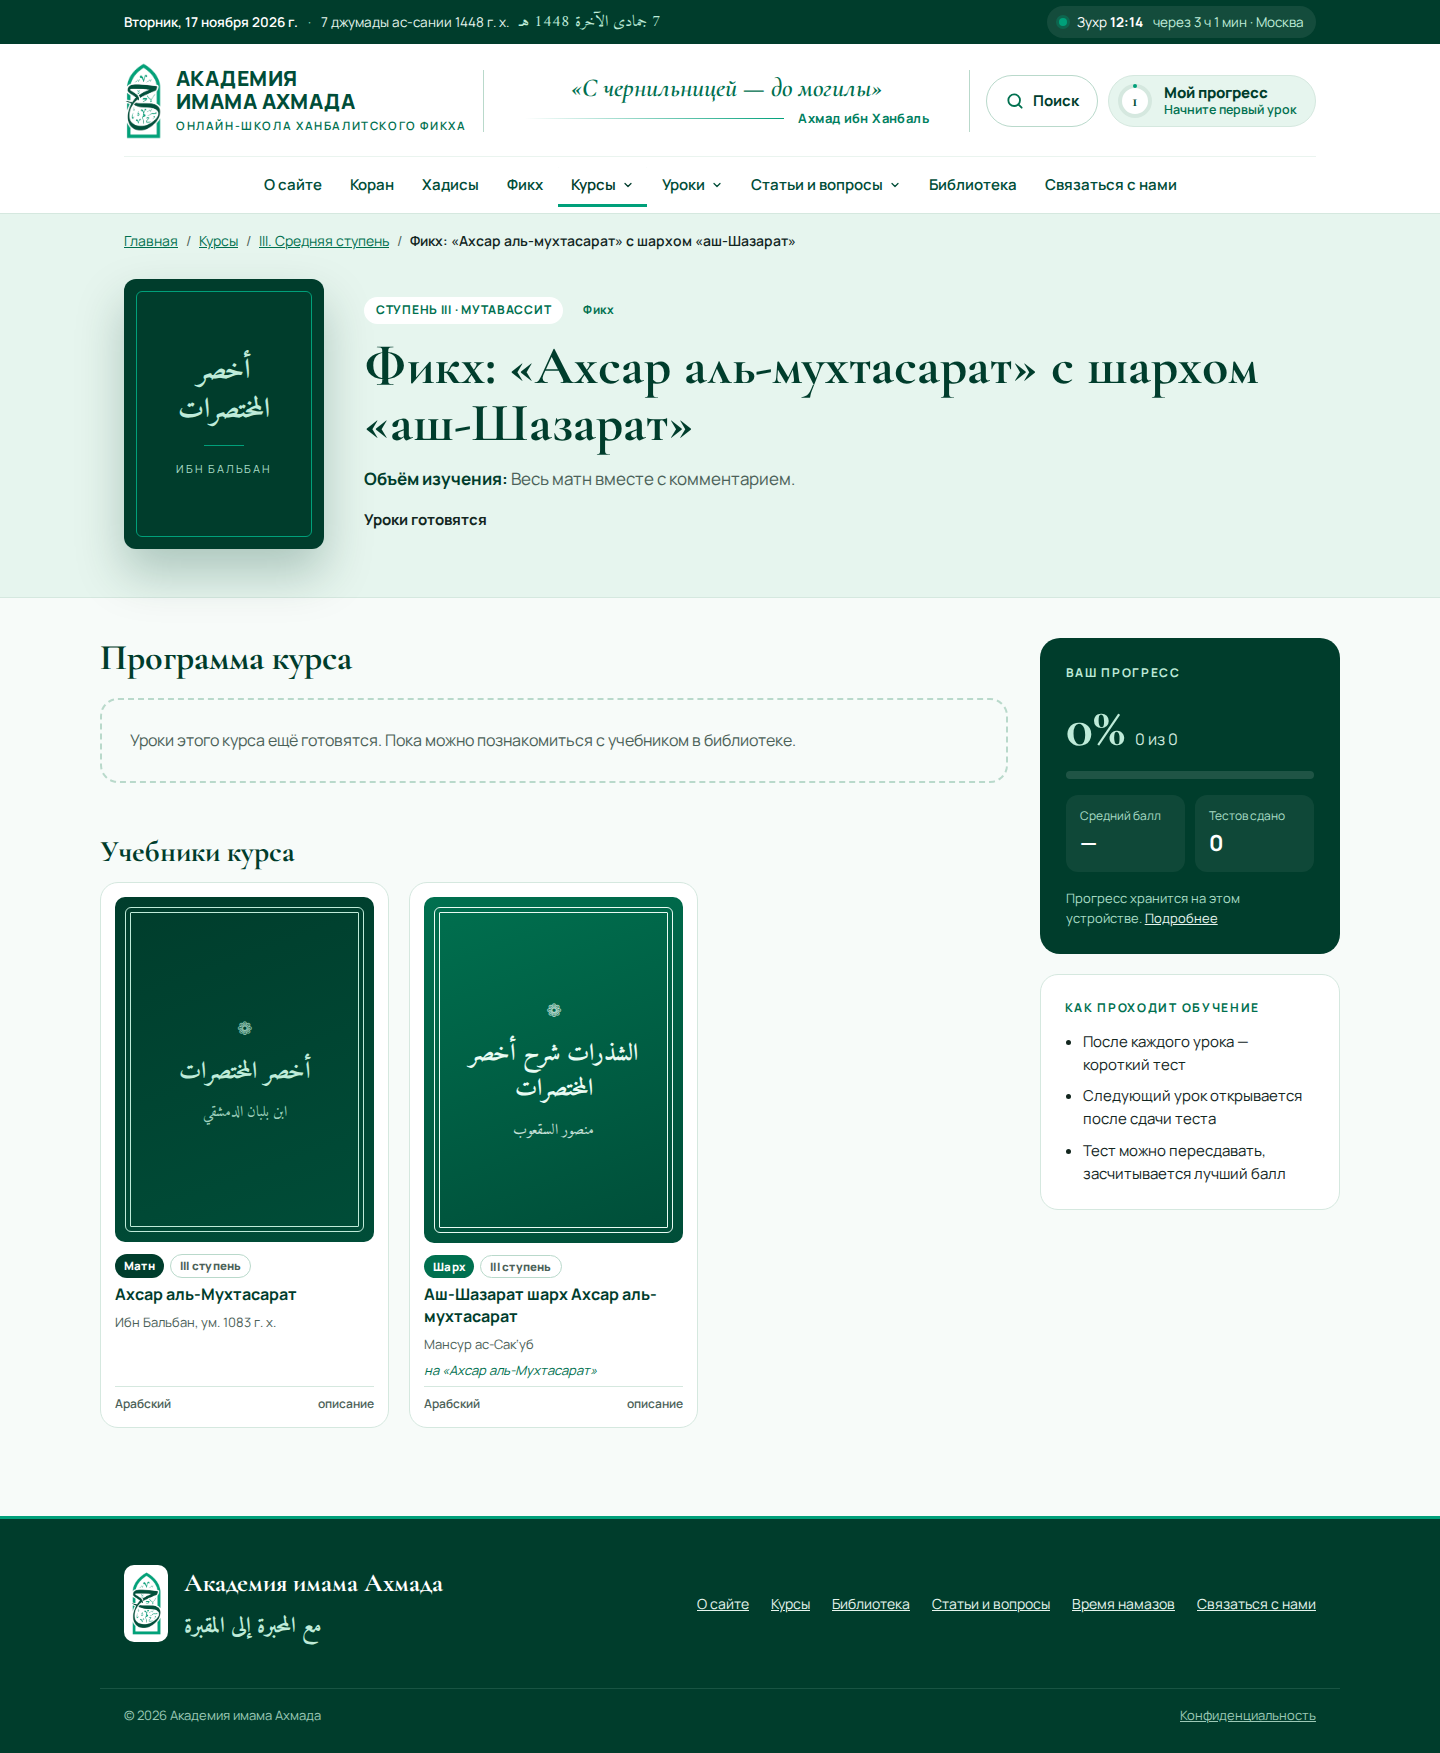 Вторник, 17 ноября 2026 г. · 7 джумады ас-сании 1448 г. х. 7 جمادى الآخرة 1448 هـ
Зухр 12:14 через 3 ч 1 мин · Москва
АКАДЕМИЯ
ИМАМА АХМАДА
ОНЛАЙН-ШКОЛА ХАНБАЛИТСКОГО ФИКХА
«С чернильницей — до могилы»
Ахмад ибн Ханбаль
Поиск
1
Мой прогресс
Начните первый урок
О сайте Коран Хадисы Фикх Курсы Уроки Статьи и вопросы Библиотека Связаться с нами
Главная / Курсы / III. Средняя ступень / Фикх: «Ахсар аль-мухтасарат» с шархом «аш-Шазарат»
أخصر
المختصرات
ИБН БАЛЬБАН
СТУПЕНЬ III · МУТАВАССИТ Фикх
Фикх: «Ахсар аль-мухтасарат» с шархом
«аш-Шазарат»
Объём изучения: Весь матн вместе с комментарием.
Уроки готовятся
Программа курса
Уроки этого курса ещё готовятся. Пока можно познакомиться с учебником в библиотеке.
Учебники курса
أخصر المختصرات
ابن بلبان الدمشقي
Матн III ступень
Ахсар аль-Мухтасарат
Ибн Бальбан, ум. 1083 г. х.
Арабский описание
الشذرات شرح أخصر
المختصرات
منصور السقعوب
Шарх III ступень
Аш-Шазарат шарх Ахсар аль-
мухтасарат
Мансур ас-Сак'уб
на «Ахсар аль-Мухтасарат»
Арабский описание
ВАШ ПРОГРЕСС
0% 0 из 0
Средний балл
—
Тестов сдано
0
Прогресс хранится на этом
устройстве. Подробнее
КАК ПРОХОДИТ ОБУЧЕНИЕ
• После каждого урока —
короткий тест
• Следующий урок открывается
после сдачи теста
• Тест можно пересдавать,
засчитывается лучший балл
Академия имама Ахмада
مع المحبرة إلى المقبرة
О сайте Курсы Библиотека Статьи и вопросы Время намазов Связаться с нами
© 2026 Академия имама Ахмада
Конфиденциальность